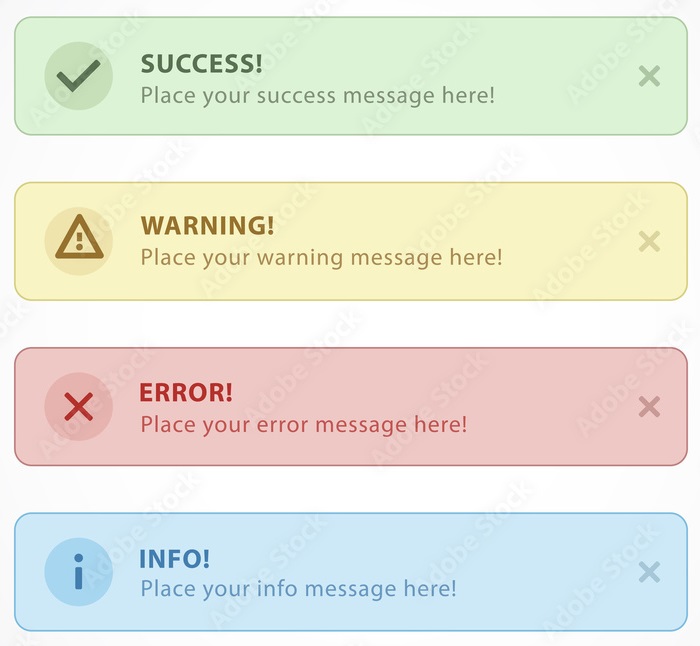 SUCCESS!
Place your success message here!
WARNING!
Place your warning message here!
ERROR!
Place your error message here!
INFO!
Place your info message here!
Adobe Stock